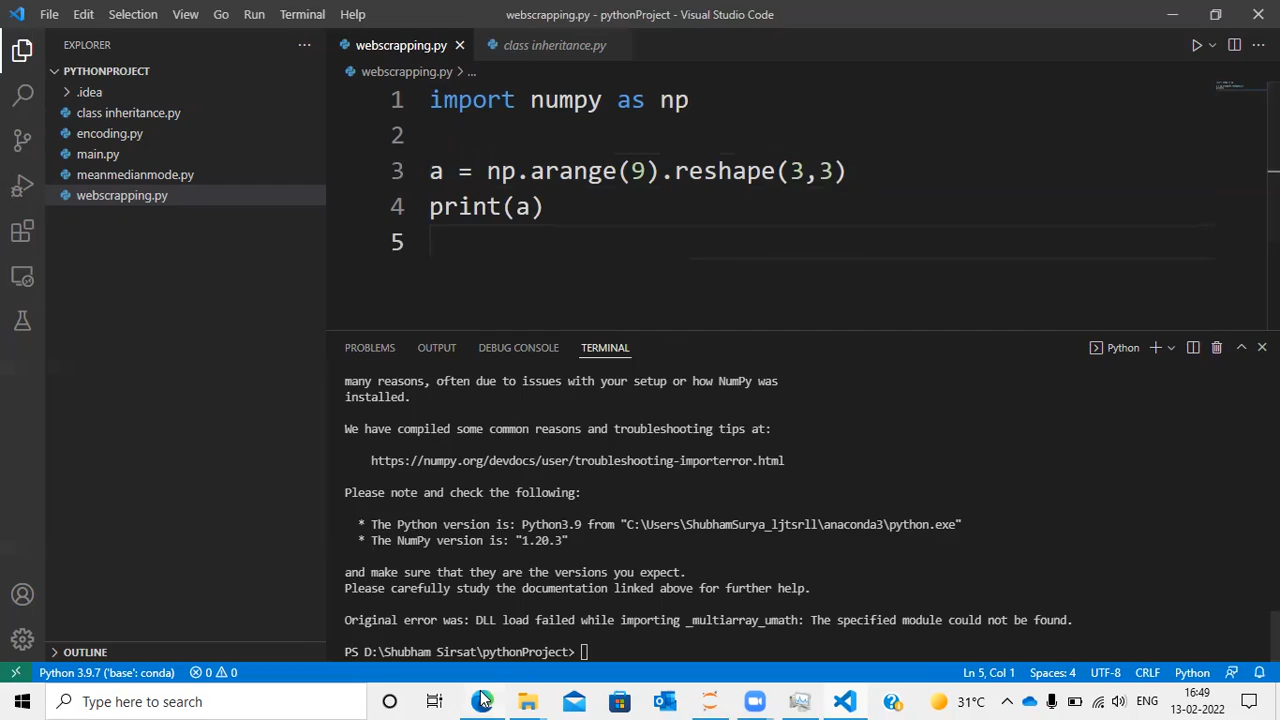 File Edit Selection View Go Run Terminal Help
webscrapping.py - pythonProject - Visual Studio Code
EXPLORER
webscrapping.py
class inheritance.py
PYTHONPROJECT
webscrapping.py > ...
.idea
class inheritance.py
encoding.py
main.py
meanmedianmode.py
webscrapping.py
1 import numpy as np
2
3 a = np.arange(9).reshape(3,3)
4 print(a)
5
PROBLEMS OUTPUT DEBUG CONSOLE TERMINAL
Python
many reasons, often due to issues with your setup or how NumPy was
installed.
We have compiled some common reasons and troubleshooting tips at:
https://numpy.org/devdocs/user/troubleshooting-importerror.html
Please note and check the following:
* The Python version is: Python3.9 from "C:\Users\ShubhamSurya_ljtsrll\anaconda3\python.exe"
* The NumPy version is: "1.20.3"
and make sure that they are the versions you expect.
Please carefully study the documentation linked above for further help.
Original error was: DLL load failed while importing _multiarray_umath: The specified module could not be found.
PS D:\Shubham Sirsat\pythonProject>
OUTLINE
Python 3.9.7 ('base': conda) 0 0
Ln 5, Col 1 Spaces: 4 UTF-8 CRLF Python
Type here to search
31°C
16:49
13-02-2022